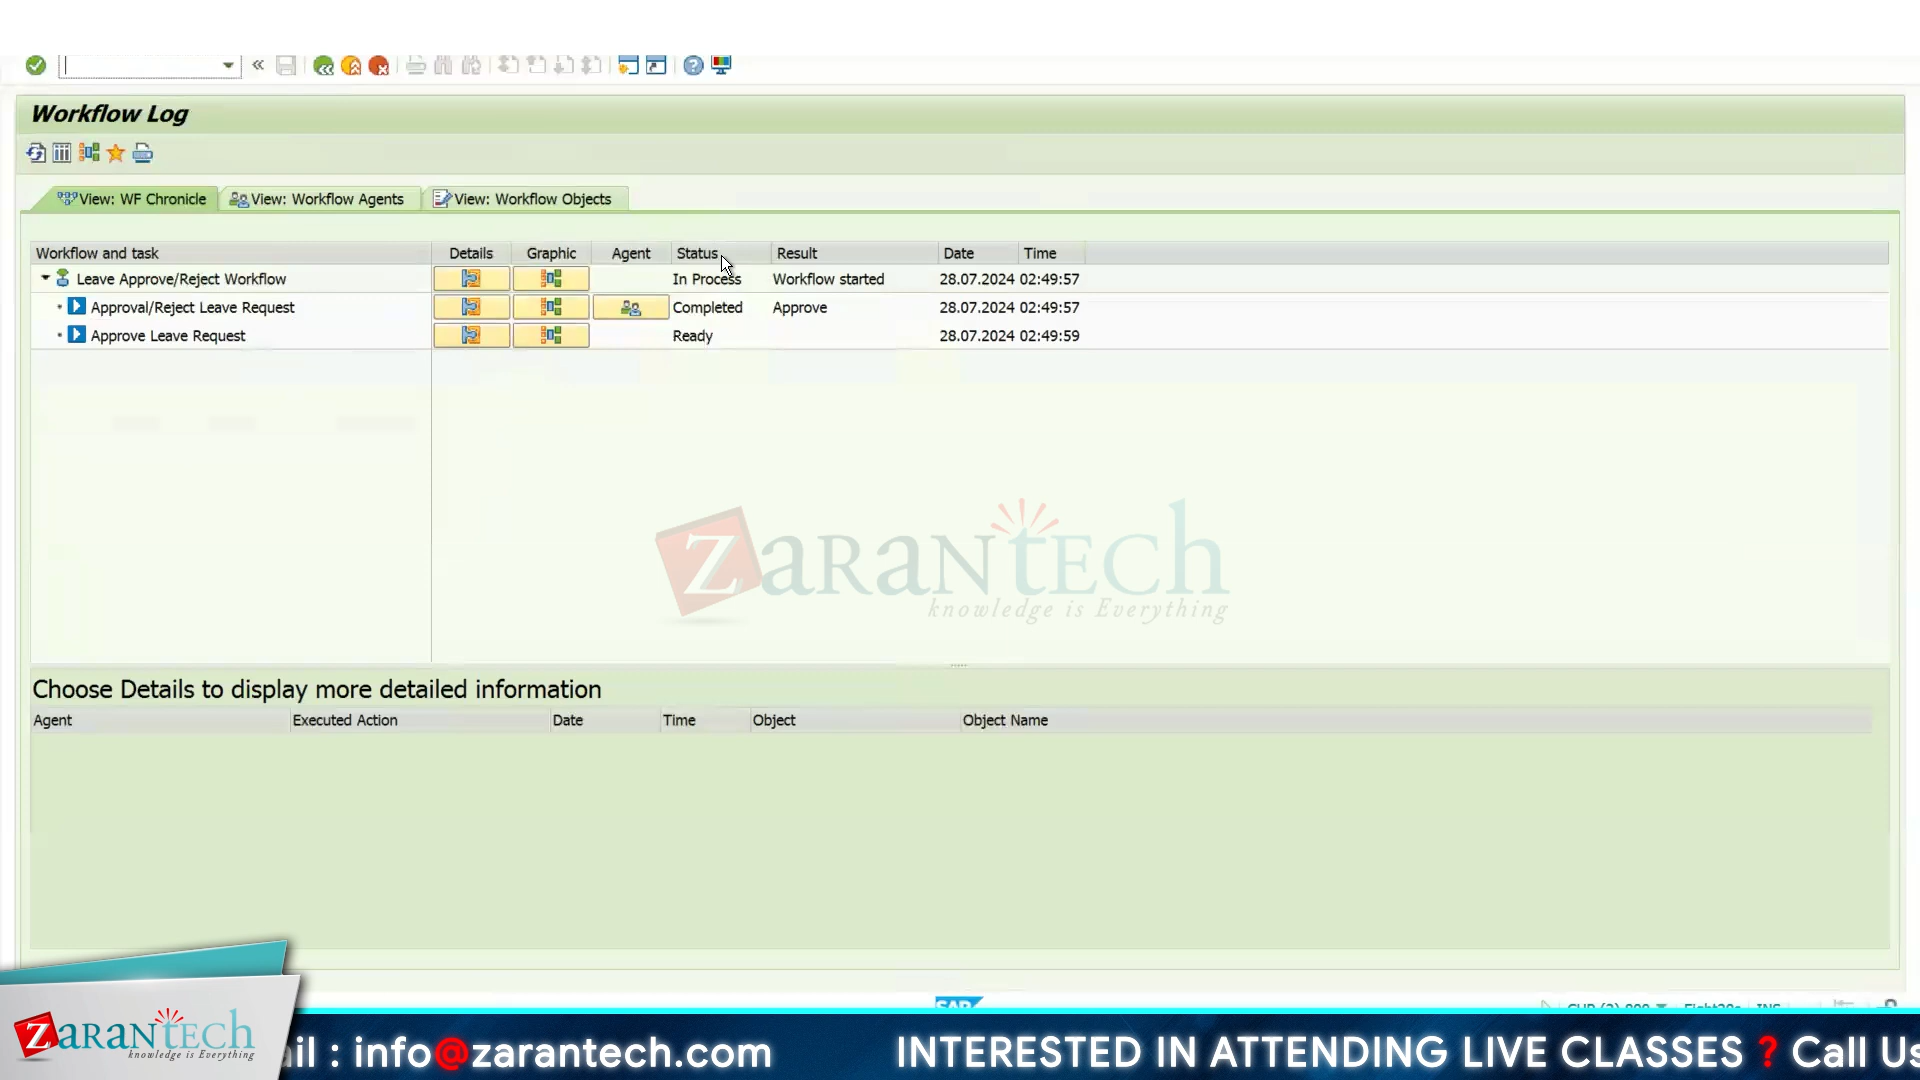 Workflow Log
View: WF Chronicle View: Workflow Agents View: Workflow Objects
Workflow and task Details Graphic Agent Status Result Date Time
Leave Approve/Reject Workflow In Process Workflow started 28.07.2024 02:49:57
Approval/Reject Leave Request Completed Approve 28.07.2024 02:49:57
Approve Leave Request Ready 28.07.2024 02:49:59
ZARANTECH
knowledge is Everything
Choose Details to display more detailed information
Agent Executed Action Date Time Object Object Name
SAP
ZARANTECH
knowledge is Everything
ail : info@zarantech.com INTERESTED IN ATTENDING LIVE CLASSES ? Call Us